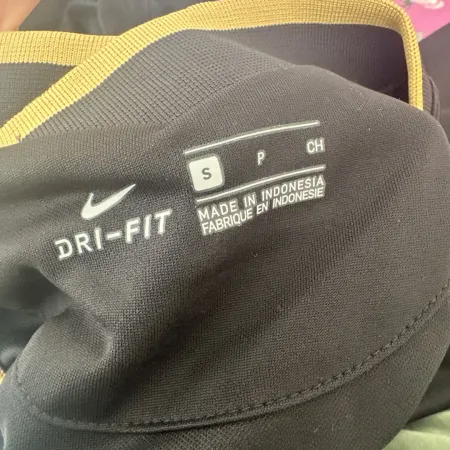 S P CH
MADE IN INDONESIA
FABRIQUE EN INDONESIE
DRI-FIT